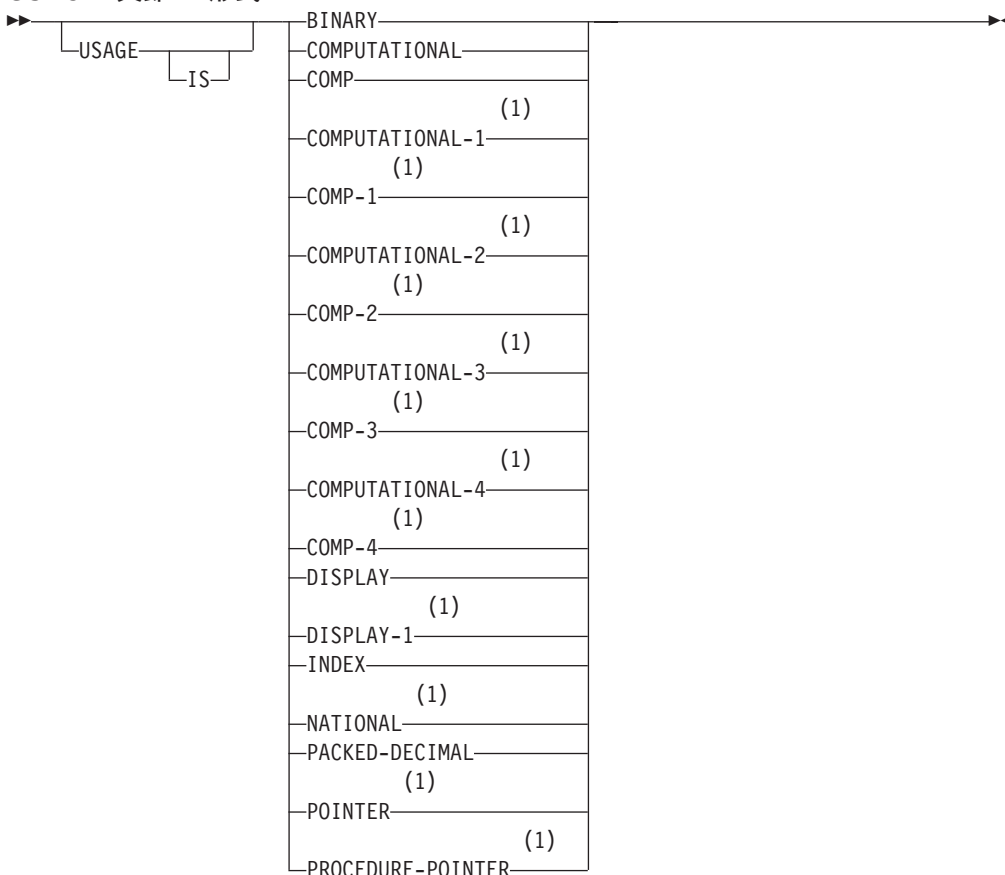 BINARY
USAGE
IS
COMPUTATIONAL
COMP
(1)
COMPUTATIONAL-1
(1)
COMP-1
(1)
COMPUTATIONAL-2
(1)
COMP-2
(1)
COMPUTATIONAL-3
(1)
COMP-3
(1)
COMPUTATIONAL-4
(1)
COMP-4
DISPLAY
(1)
DISPLAY-1
INDEX
(1)
NATIONAL
PACKED-DECIMAL
(1)
POINTER
(1)
PROCEDURE-POINTER